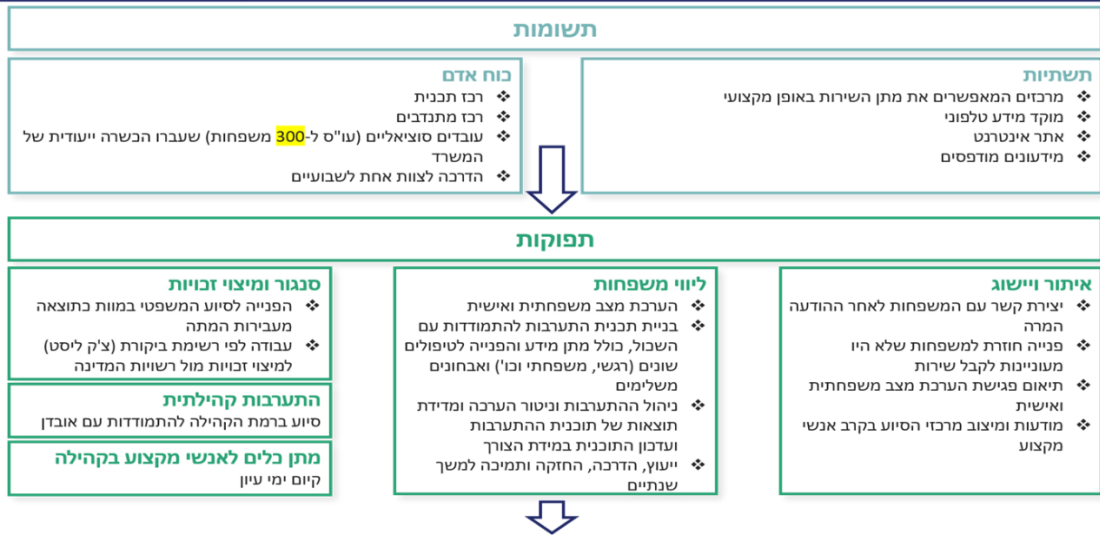 תשומות
תשתיות
❖ מרכזים המאפשרים את מתן השירות באופן מקצועי
❖ מוקד מידע טלפוני
❖ אתר אינטרנט
❖ מידעונים מודפסים
כוח אדם
❖ רכז תכנית
❖ רכז מתנדבים
❖ עובדים סוציאליים (עו"ס ל-300 משפחות) שעברו הכשרה ייעודית של
המשרד
❖ הדרכה לצוות אחת לשבועיים
תפוקות
איתור ויישוג
❖ יצירת קשר עם המשפחות לאחר ההודעה
המרה
❖ פנייה חוזרת למשפחות שלא היו
מעוניינות לקבל שירות
❖ תיאום פגישת הערכת מצב משפחתית
ואישית
❖ מודעות ומיצוב מרכזי הסיוע בקרב אנשי
מקצוע
ליווי משפחות
❖ הערכת מצב משפחתית ואישית
❖ בניית תכנית התערבות להתמודדות עם
השכול, כולל מתן מידע והפנייה לטיפולים
שונים (רגשי, משפחתי וכו') ואבחונים
משלימים
❖ ניהול ההתערבות וניטור הערכה ומדידת
תוצאות של תוכנית ההתערבות
ועדכון התוכנית במידת הצורך
❖ ייעוץ, הדרכה, החזקה ותמיכה למשך
שנתיים
סנגור ומיצוי זכויות
❖ הפנייה לסיוע המשפטי במוות כתוצאה
מעבירות המתה
❖ עבודה לפי רשימת ביקורת (צ'ק ליסט)
למיצוי זכויות מול רשויות המדינה
התערבות קהילתית
סיוע ברמת הקהילה להתמודדות עם אובדן
מתן כלים לאנשי מקצוע בקהילה
קיום ימי עיון